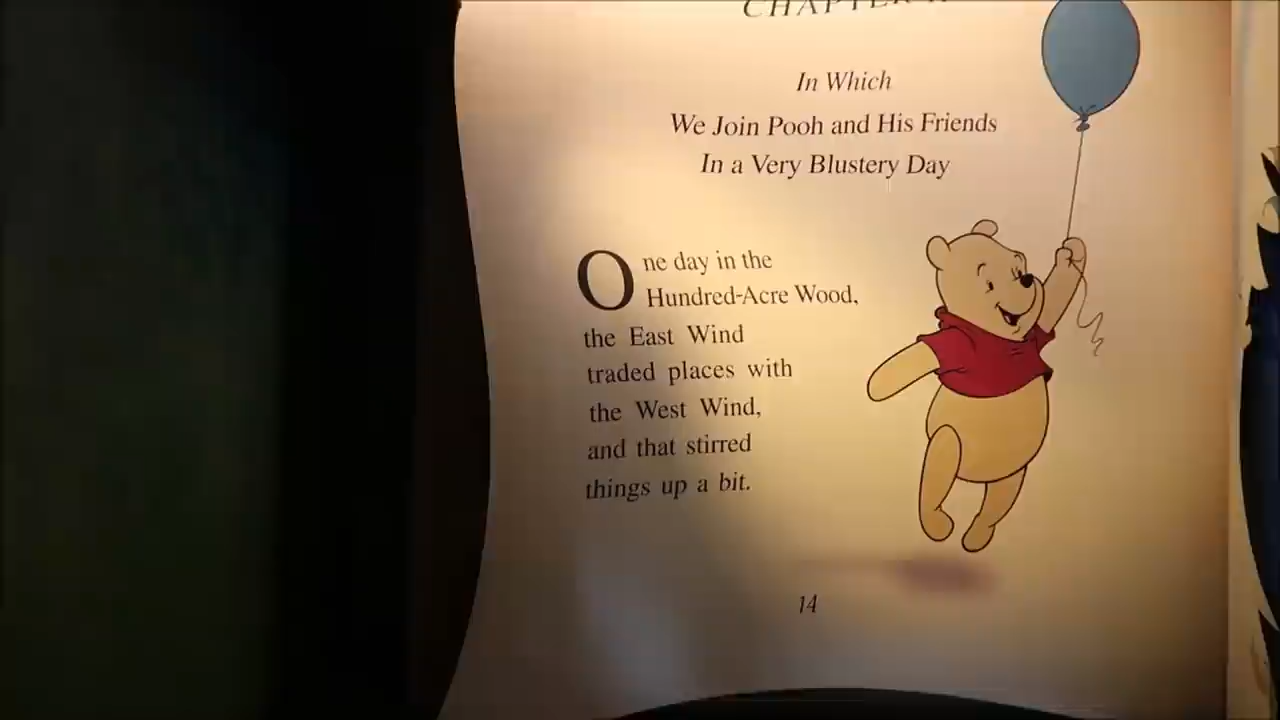 CHAPTER
In Which
We Join Pooh and His Friends
In a Very Blustery Day
One day in the
Hundred-Acre Wood,
the East Wind
traded places with
the West Wind,
and that stirred
things up a bit.
14